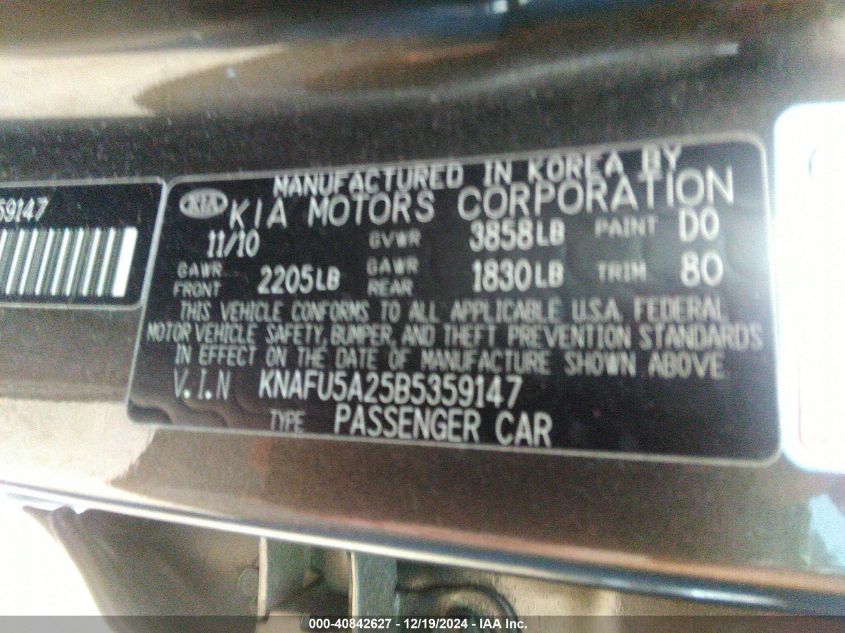 59147
MANUFACTURED IN KOREA BY
KIA KIA MOTORS CORPORATION
11/10 GVWR 3858LB PAINT D0
GAWR FRONT 2205LB GAWR REAR 1830LB TRIM 80
THIS VEHICLE CONFORMS TO ALL APPLICABLE U.S.A. FEDERAL
MOTOR VEHICLE SAFETY, BUMPER, AND THEFT PREVENTION STANDARDS
IN EFFECT ON THE DATE OF MANUFACTURE SHOWN ABOVE
V.I.N KNAFU5A25B5359147
TYPE PASSENGER CAR
000-40842627 - 12/19/2024 - IAA Inc.